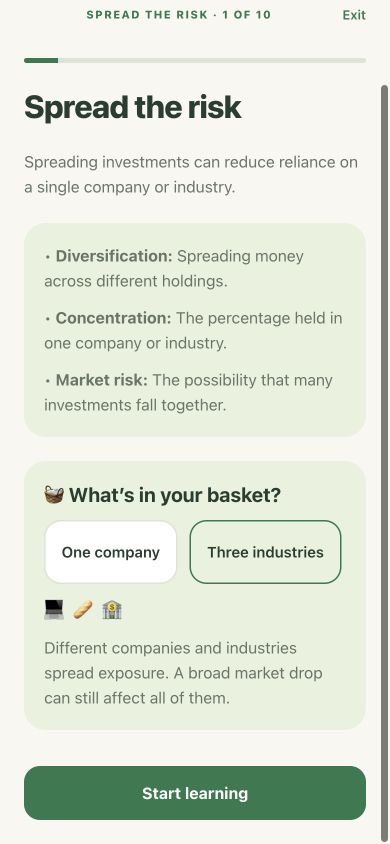 SPREAD THE RISK · 1 OF 10
Exit
Spread the risk
Spreading investments can reduce reliance on
a single company or industry.
• Diversification: Spreading money
across different holdings.
• Concentration: The percentage held in
one company or industry.
• Market risk: The possibility that many
investments fall together.
What’s in your basket?
One company
Three industries
Different companies and industries
spread exposure. A broad market drop
can still affect all of them.
Start learning